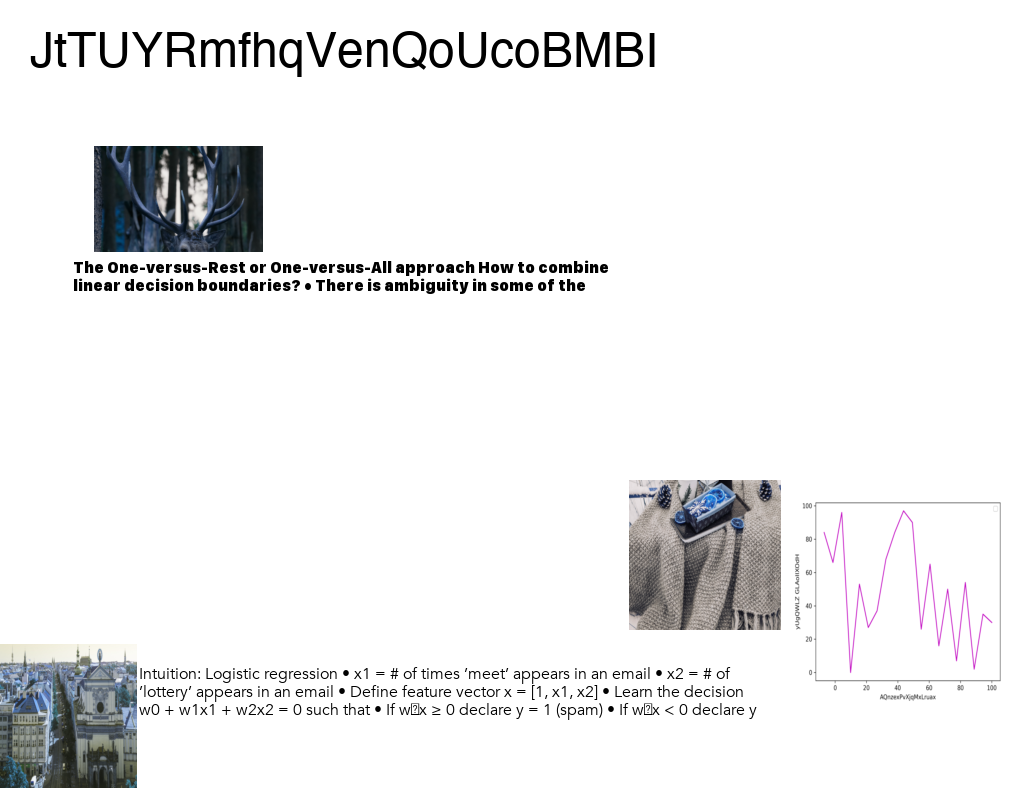 JtTUYRmfhqVenQoUcoBMBI
The One-versus-Rest or One-versus-All approach How to combine
linear decision boundaries? • There is ambiguity in some of the
100
80
60
40
20
0
0 20 40 60 80 100
Intuition: Logistic regression • x1 = # of times ‘meet’ appears in an email • x2 = # of
‘lottery’ appears in an email • Define feature vector x = [1, x1, x2] • Learn the decision
w0 + w1x1 + w2x2 = 0 such that • If w⍰x ≥ 0 declare y = 1 (spam) • If w⍰x < 0 declare y